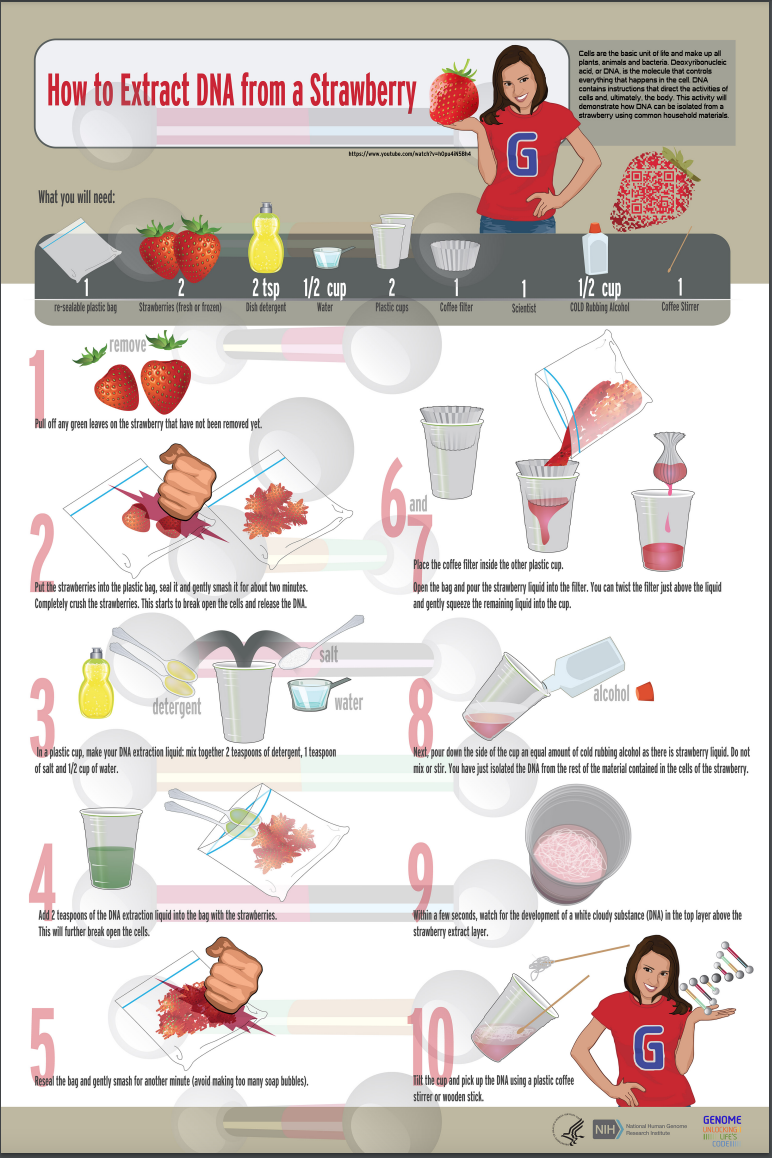 How to Extract DNA from a Strawberry
Cells are the basic unit of life and make up all
plants, animals and bacteria. Deoxyribonucleic
acid, or DNA, is the molecule that controls
everything that happens in the cell. DNA
contains instructions that direct the activities of
cells and, ultimately, the body. This activity will
demonstrate how DNA can be isolated from a
strawberry using common household materials.
G
What you will need:
1
re-sealable plastic bag
2
Strawberries (fresh or frozen)
2 tsp
Dish detergent
1/2 cup
Water
2
Plastic cups
1
Coffee filter
1
Scientist
1/2 cup
COLD Rubbing Alcohol
1
Coffee Stirrer
1
remove
Pull off any green leaves on the strawberry that have not been removed yet.
2
Put the strawberries into the plastic bag, seal it and gently smash it for about two minutes.
Completely crush the strawberries. This starts to break open the cells and release the DNA.
3
detergent
salt
water
In a plastic cup, make your DNA extraction liquid: mix together 2 teaspoons of detergent, 1 teaspoon
of salt and 1/2 cup of water.
4
Add 2 teaspoons of the DNA extraction liquid into the bag with the strawberries.
This will further break open the cells.
5
Reseal the bag and gently smash for another minute (avoid making too many soap bubbles).
6 and
7
Place the coffee filter inside the other plastic cup.
Open the bag and pour the strawberry liquid into the filter. You can twist the filter just above the liquid
and gently squeeze the remaining liquid into the cup.
8
alcohol
Next, pour down the side of the cup an equal amount of cold rubbing alcohol as there is strawberry liquid. Do not
mix or stir. You have just isolated the DNA from the rest of the material contained in the cells of the strawberry.
9
Within a few seconds, watch for the development of a white cloudy substance (DNA) in the top layer above the
strawberry extract layer.
10
Tilt the cup and pick up the DNA using a plastic coffee
stirrer or wooden stick.
G
NIH
National Human Genome
Research Institute
GENOME
UNLOCKING
LIFE'S
CODE